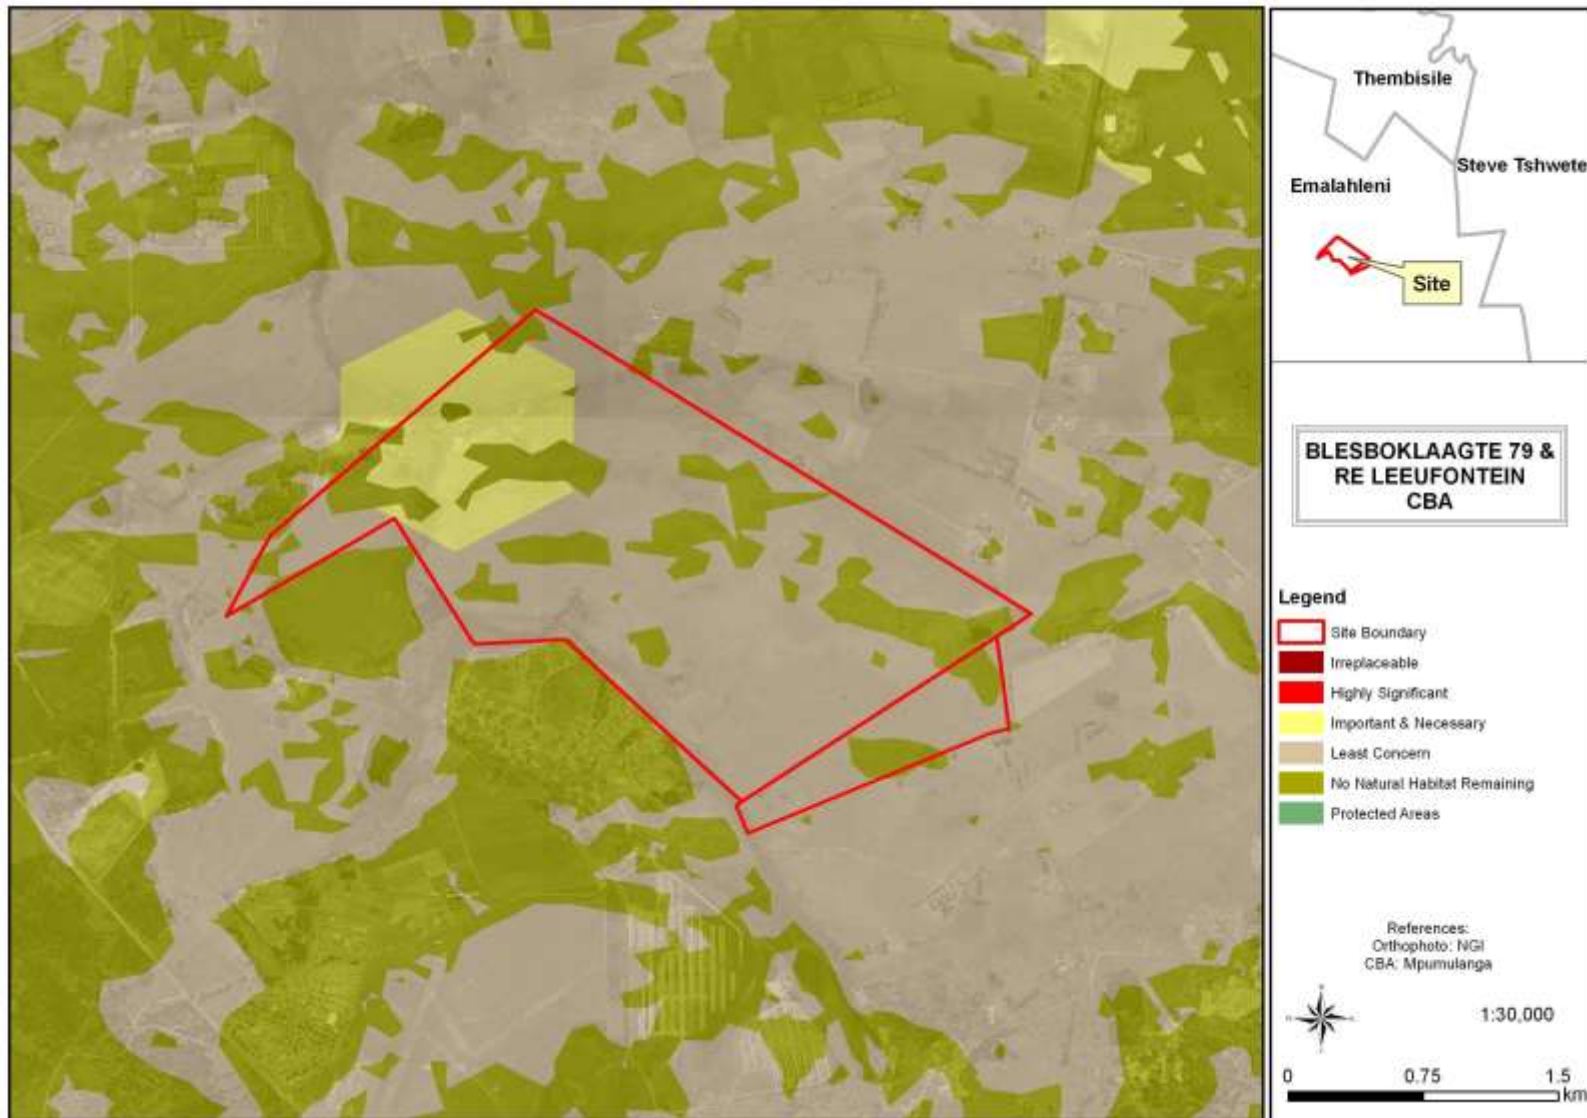 Thembisile
Steve Tshwete
Emalahleni
Site
BLESBOKLAAGTE 79 &
RE LEEUFONTEIN
CBA
Legend
Site Boundary
Irreplaceable
Highly Significant
Important & Necessary
Least Concern
No Natural Habitat Remaining
Protected Areas
References:
Orthophoto: NGI
CBA: Mpumulanga
1:30,000
0 0.75 1.5
km